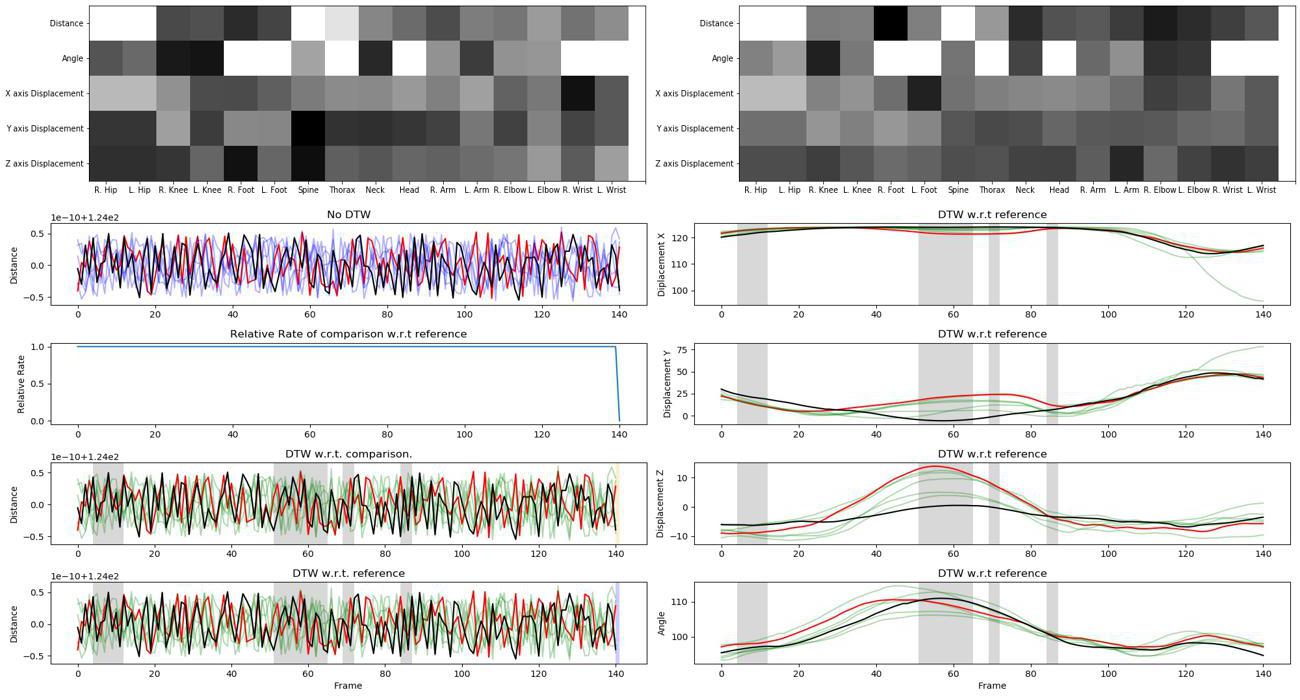 Distance
Angle
X axis Displacement
Y axis Displacement
Z axis Displacement
R. Hip L. Hip R. Knee L. Knee R. Foot L. Foot Spine Thorax Neck Head R. Arm L. Arm R. Elbow L. Elbow R. Wrist L. Wrist
Distance
Angle
X axis Displacement
Y axis Displacement
Z axis Displacement
R. Hip L. Hip R. Knee L. Knee R. Foot L. Foot Spine Thorax Neck Head R. Arm L. Arm R. Elbow L. Elbow R. Wrist L. Wrist
1e−10+1.24e2
No DTW
Distance
0.5
0.0
−0.5
0 20 40 60 80 100 120 140
Relative Rate of comparison w.r.t reference
Relative Rate
1.0
0.5
0.0
0 20 40 60 80 100 120 140
1e−10+1.24e2
DTW w.r.t. comparison.
Distance
0.5
0.0
−0.5
0 20 40 60 80 100 120 140
1e−10+1.24e2
DTW w.r.t. reference
Distance
0.5
0.0
−0.5
0 20 40 60 80 100 120 140
Frame
DTW w.r.t reference
Diplacement X
120
110
100
0 20 40 60 80 100 120 140
DTW w.r.t reference
Displacement Y
75
50
25
0
0 20 40 60 80 100 120 140
DTW w.r.t reference
Displacement Z
10
0
−10
0 20 40 60 80 100 120 140
DTW w.r.t reference
Angle
110
100
0 20 40 60 80 100 120 140
Frame